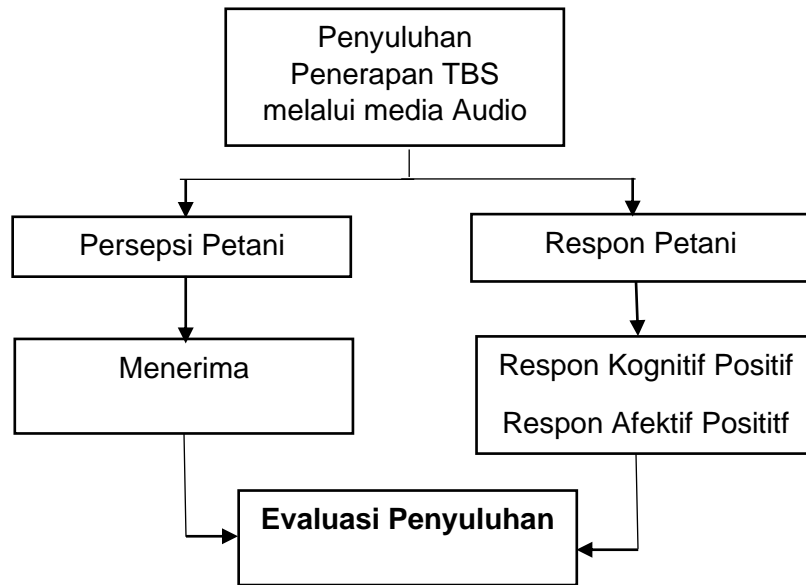 Penyuluhan
Penerapan TBS
melalui media Audio
Persepsi Petani
Respon Petani
Menerima
Respon Kognitif Positif
Respon Afektif Posititf
Evaluasi Penyuluhan